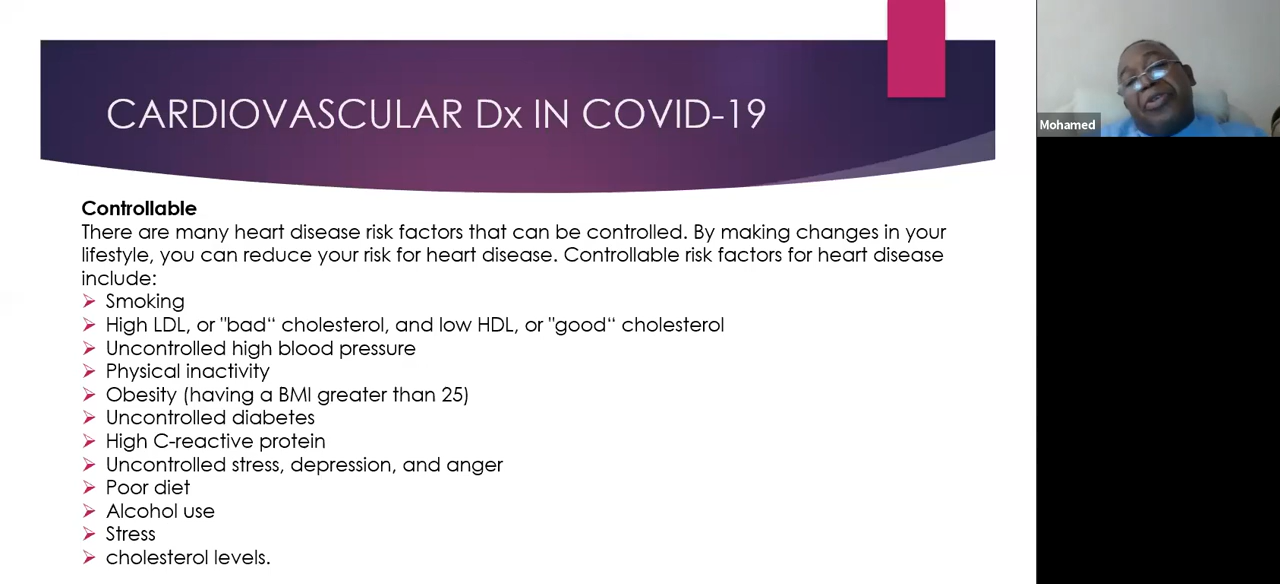 CARDIOVASCULAR Dx IN COVID-19
Mohamed
Controllable
There are many heart disease risk factors that can be controlled. By making changes in your
lifestyle, you can reduce your risk for heart disease. Controllable risk factors for heart disease
include:
Smoking
High LDL, or "bad“ cholesterol, and low HDL, or "good“ cholesterol
Uncontrolled high blood pressure
Physical inactivity
Obesity (having a BMI greater than 25)
Uncontrolled diabetes
High C-reactive protein
Uncontrolled stress, depression, and anger
Poor diet
Alcohol use
Stress
cholesterol levels.